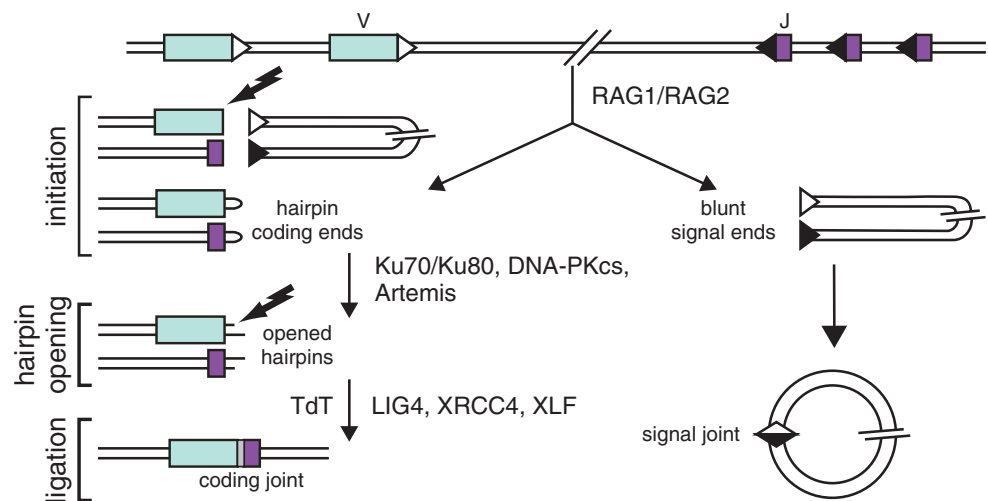 V
J
RAG1/RAG2
initiation
hairpin
coding ends
blunt
signal ends
Ku70/Ku80, DNA-PKcs,
Artemis
hairpin
opening
opened
hairpins
TdT
LIG4, XRCC4, XLF
signal joint
ligation
coding joint